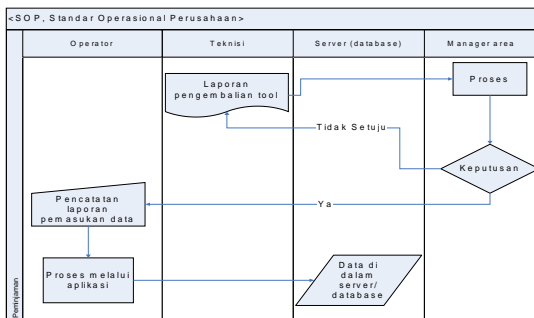 <SOP, Standar Operasional Perusahaan>
Operator
Teknisi
Server (database)
Manager area
Laporan
pengembalian tool
Proses
Tidak Setuju
Keputusan
Pencatatan
laporan
pemasukan data
Ya
Proses melalui
aplikasi
Data di
dalam
server/
database
Peminjaman